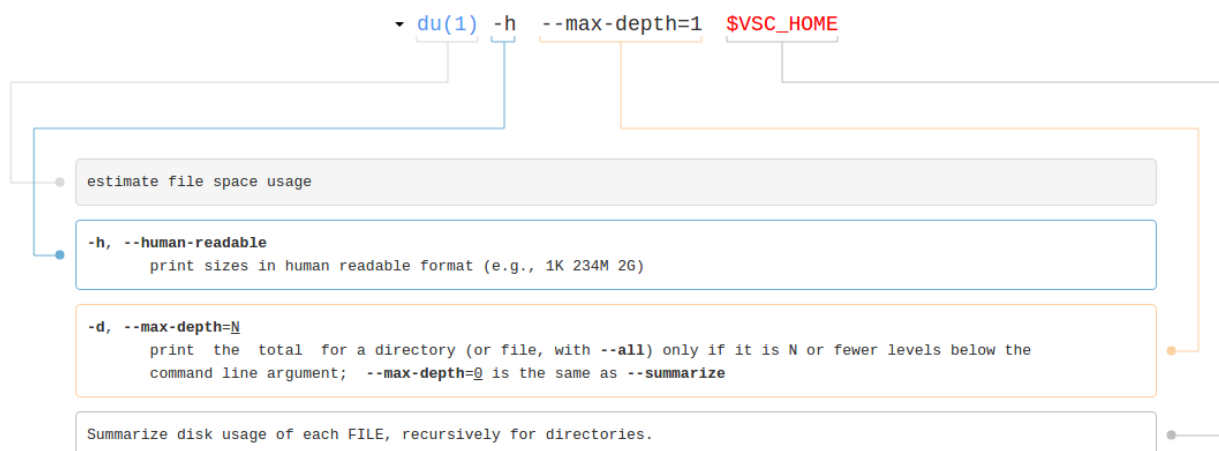 du(1) -h --max-depth=1 $VSC_HOME
estimate file space usage
-h, --human-readable
print sizes in human readable format (e.g., 1K 234M 2G)
-d, --max-depth=N
print the total for a directory (or file, with --all) only if it is N or fewer levels below the
command line argument; --max-depth=0 is the same as --summarize
Summarize disk usage of each FILE, recursively for directories.